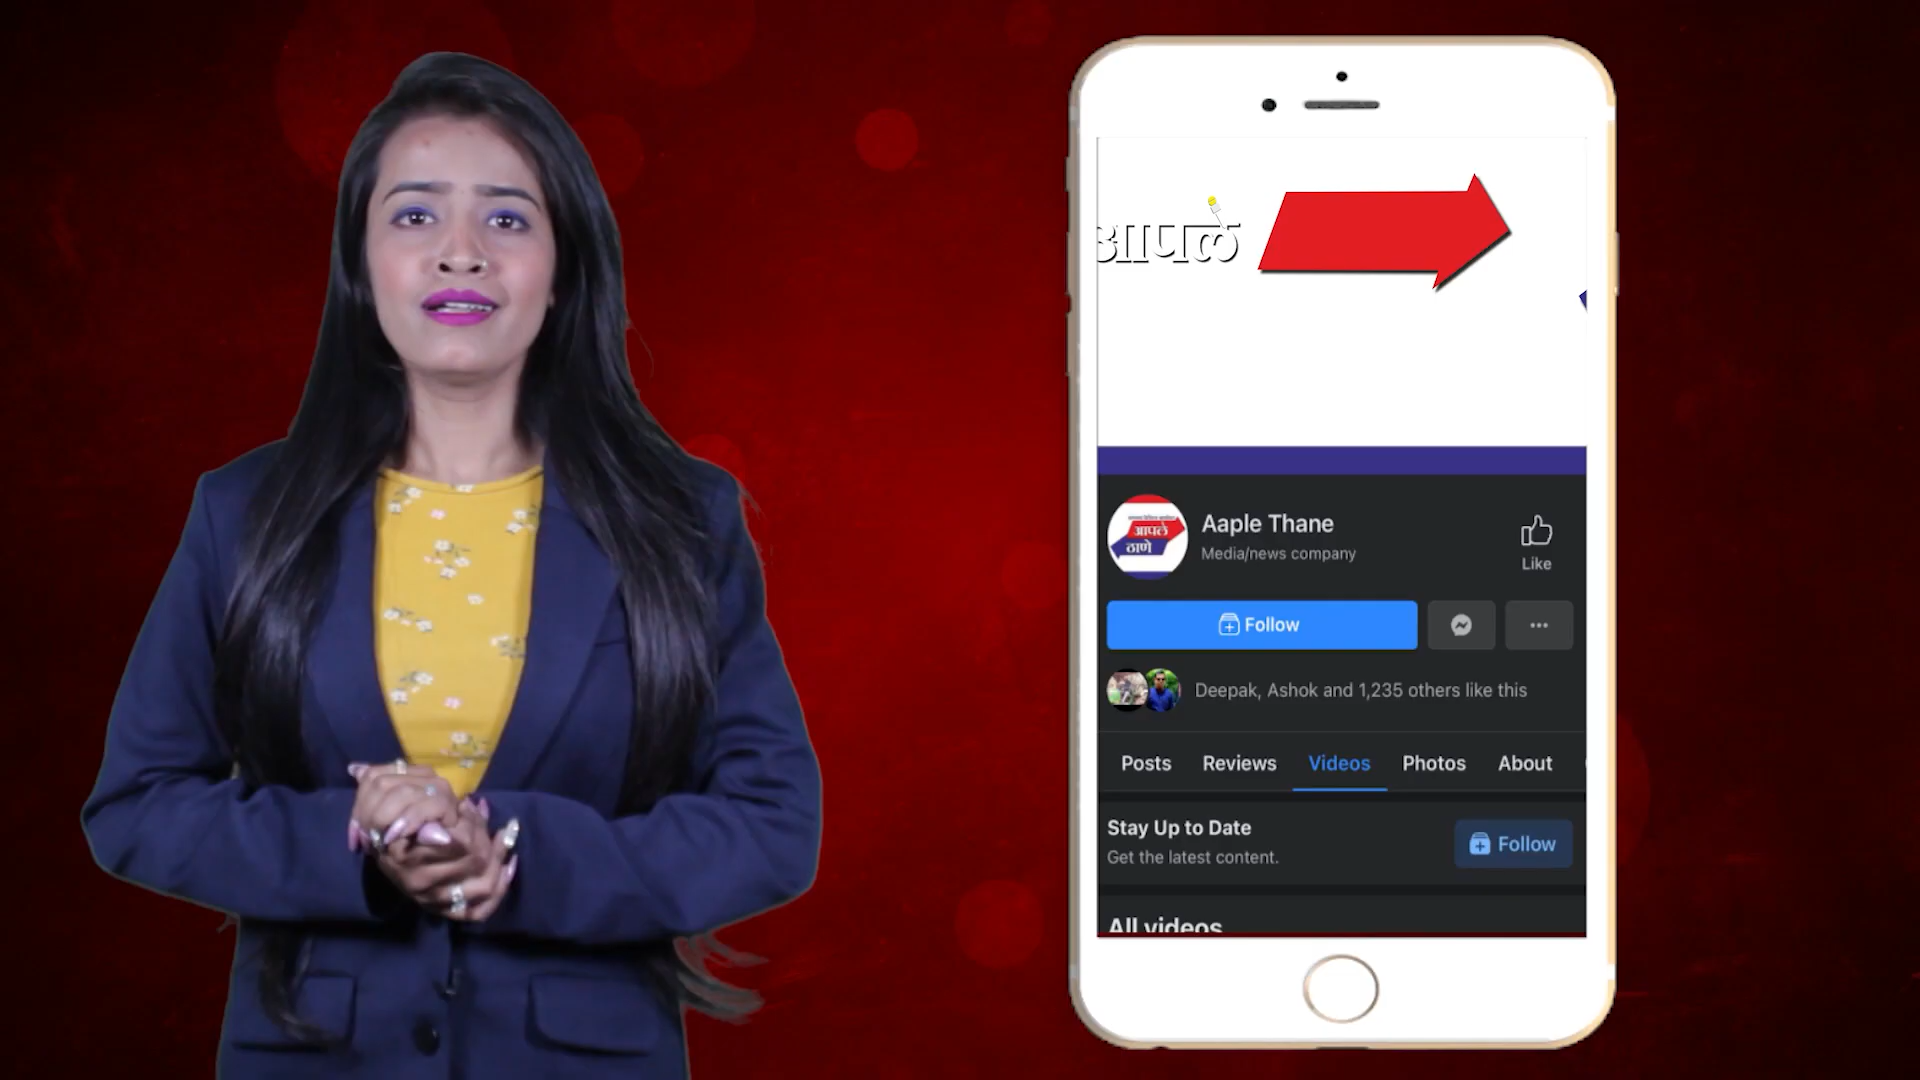 आपले
आपले
ठाणे
Aaple Thane
Media/news company
Like
Follow
Deepak, Ashok and 1,235 others like this
Posts Reviews Videos Photos About
Stay Up to Date
Get the latest content.
Follow
All videos